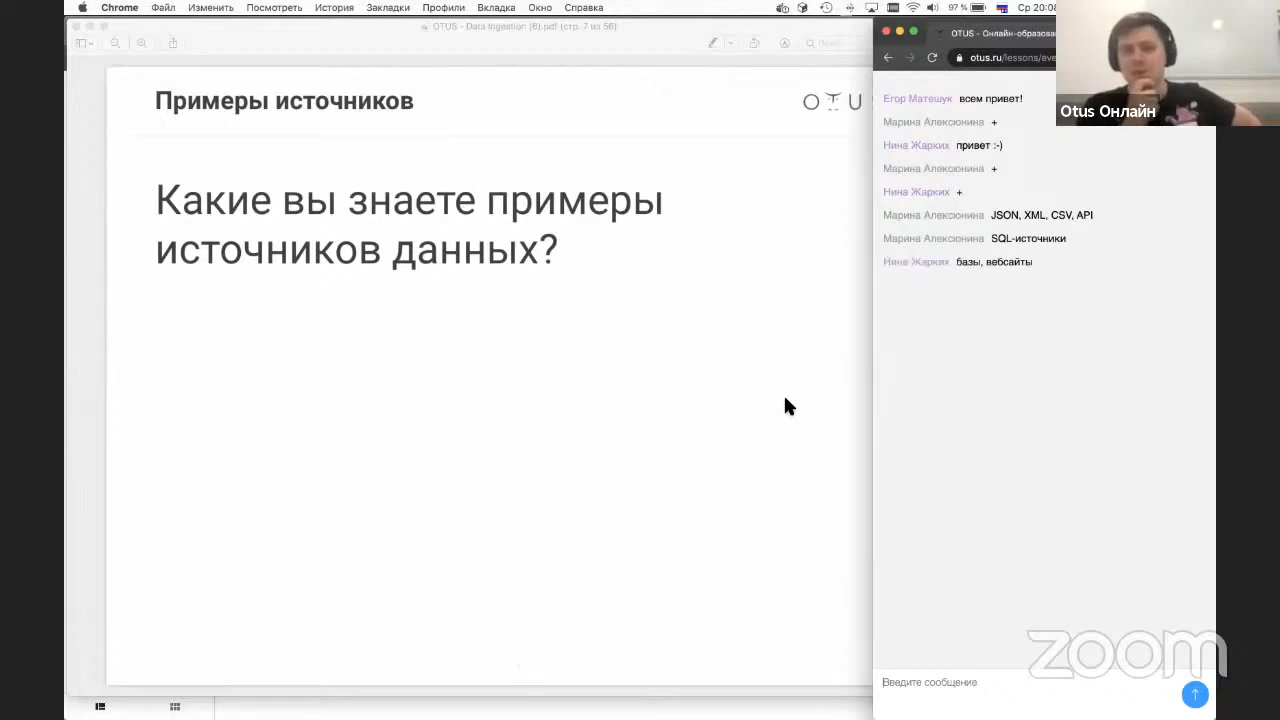 Chrome Файл Изменить Посмотреть История Закладки Профили Вкладка Окно Справка 97 % Ср 20:08
OTUS - Data Ingestion (6).pdf (стр. 7 из 56)
Поиск
OTUS - Онлайн-образова
otus.ru/lessons/eve
Otus Онлайн
Примеры источников
OTU
Какие вы знаете примеры
источников данных?
Егор Матешук всем привет!
Марина Алексюнина +
Нина Жарких привет :-)
Марина Алексюнина +
Нина Жарких +
Марина Алексюнина JSON, XML, CSV, API
Марина Алексюнина SQL-источники
Нина Жарких базы, вебсайты
zoom
Введите сообщение